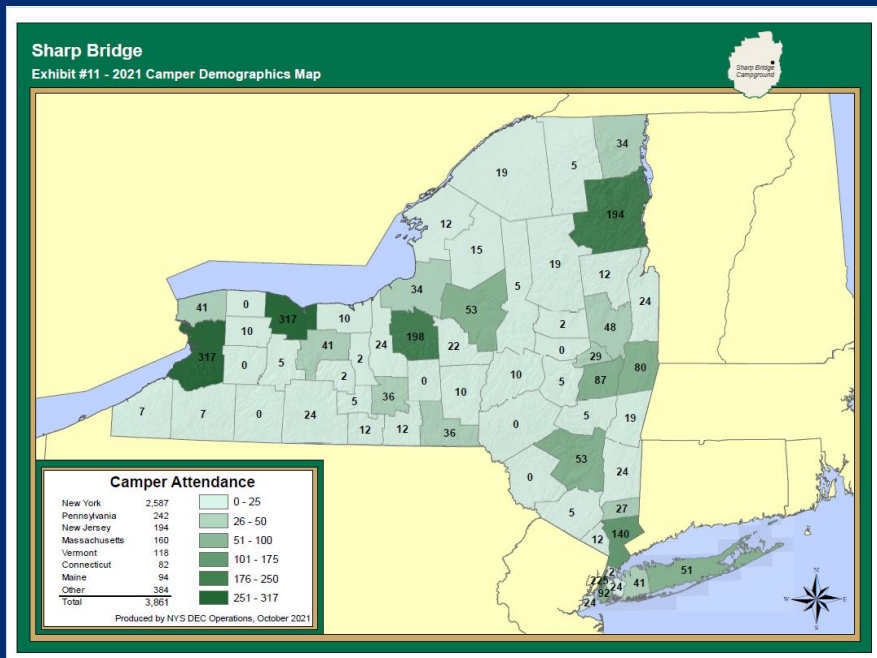 Sharp Bridge
Exhibit #11 - 2021 Camper Demographics Map
Sharp Bridge
Campground
34
5
19
194
12
15
19
12
34
5
24
41
0
317
10
53
2
48
10
198
317
41
24
22
0
29
80
2
0
5
10
5
87
2
0
10
36
5
7
7
0
24
5
19
12
12
36
0
53
24
0
5
27
140
12
2
225
51
41
24
92
24
Camper Attendance
New York 2,587
Pennsylvania 242
New Jersey 194
Massachusetts 160
Vermont 118
Connecticut 82
Maine 94
Other 384
Total 3,861
0 - 25
26 - 50
51 - 100
101 - 175
176 - 250
251 - 317
Produced by NYS DEC Operations, October 2021
N
W
E
S